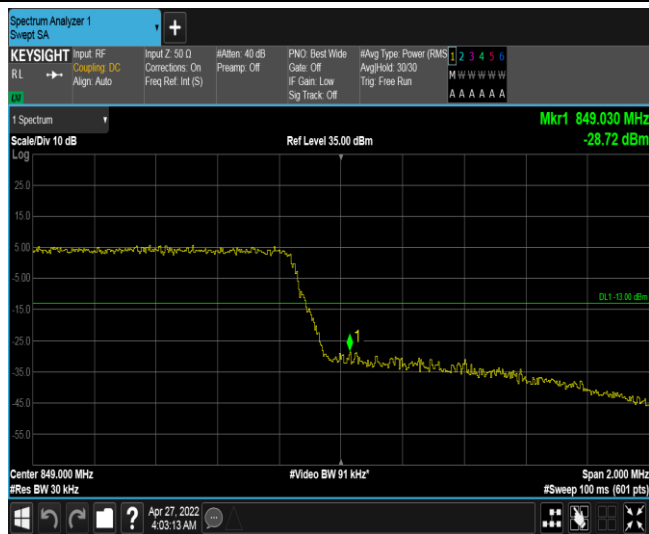 Spectrum Analyzer 1
Swept SA
+
KEYSIGHT
RL
Input: RF
Coupling: DC
Align: Auto
Input Z: 50 Ω
Corrections: On
Freq Ref: Int (S)
#Atten: 40 dB
Preamp: Off
PNO: Best Wide
Gate: Off
IF Gain: Low
Sig Track: Off
#Avg Type: Power (RMS
Avg|Hold: 30/30
Trig: Free Run
1 2 3 4 5 6
M W W W W W
A A A A A A
1 Spectrum
Scale/Div 10 dB
Ref Level 35.00 dBm
Mkr1 849.030 MHz
-28.72 dBm
Log
25.0
15.0
5.00
-5.00
-15.0
-25.0
-35.0
-45.0
-55.0
DL1 -13.00 dBm
1
Center 849.000 MHz
#Res BW 30 kHz
#Video BW 91 kHz*
Span 2.000 MHz
#Sweep 100 ms (601 pts)
?
Apr 27, 2022
4:03:13 AM